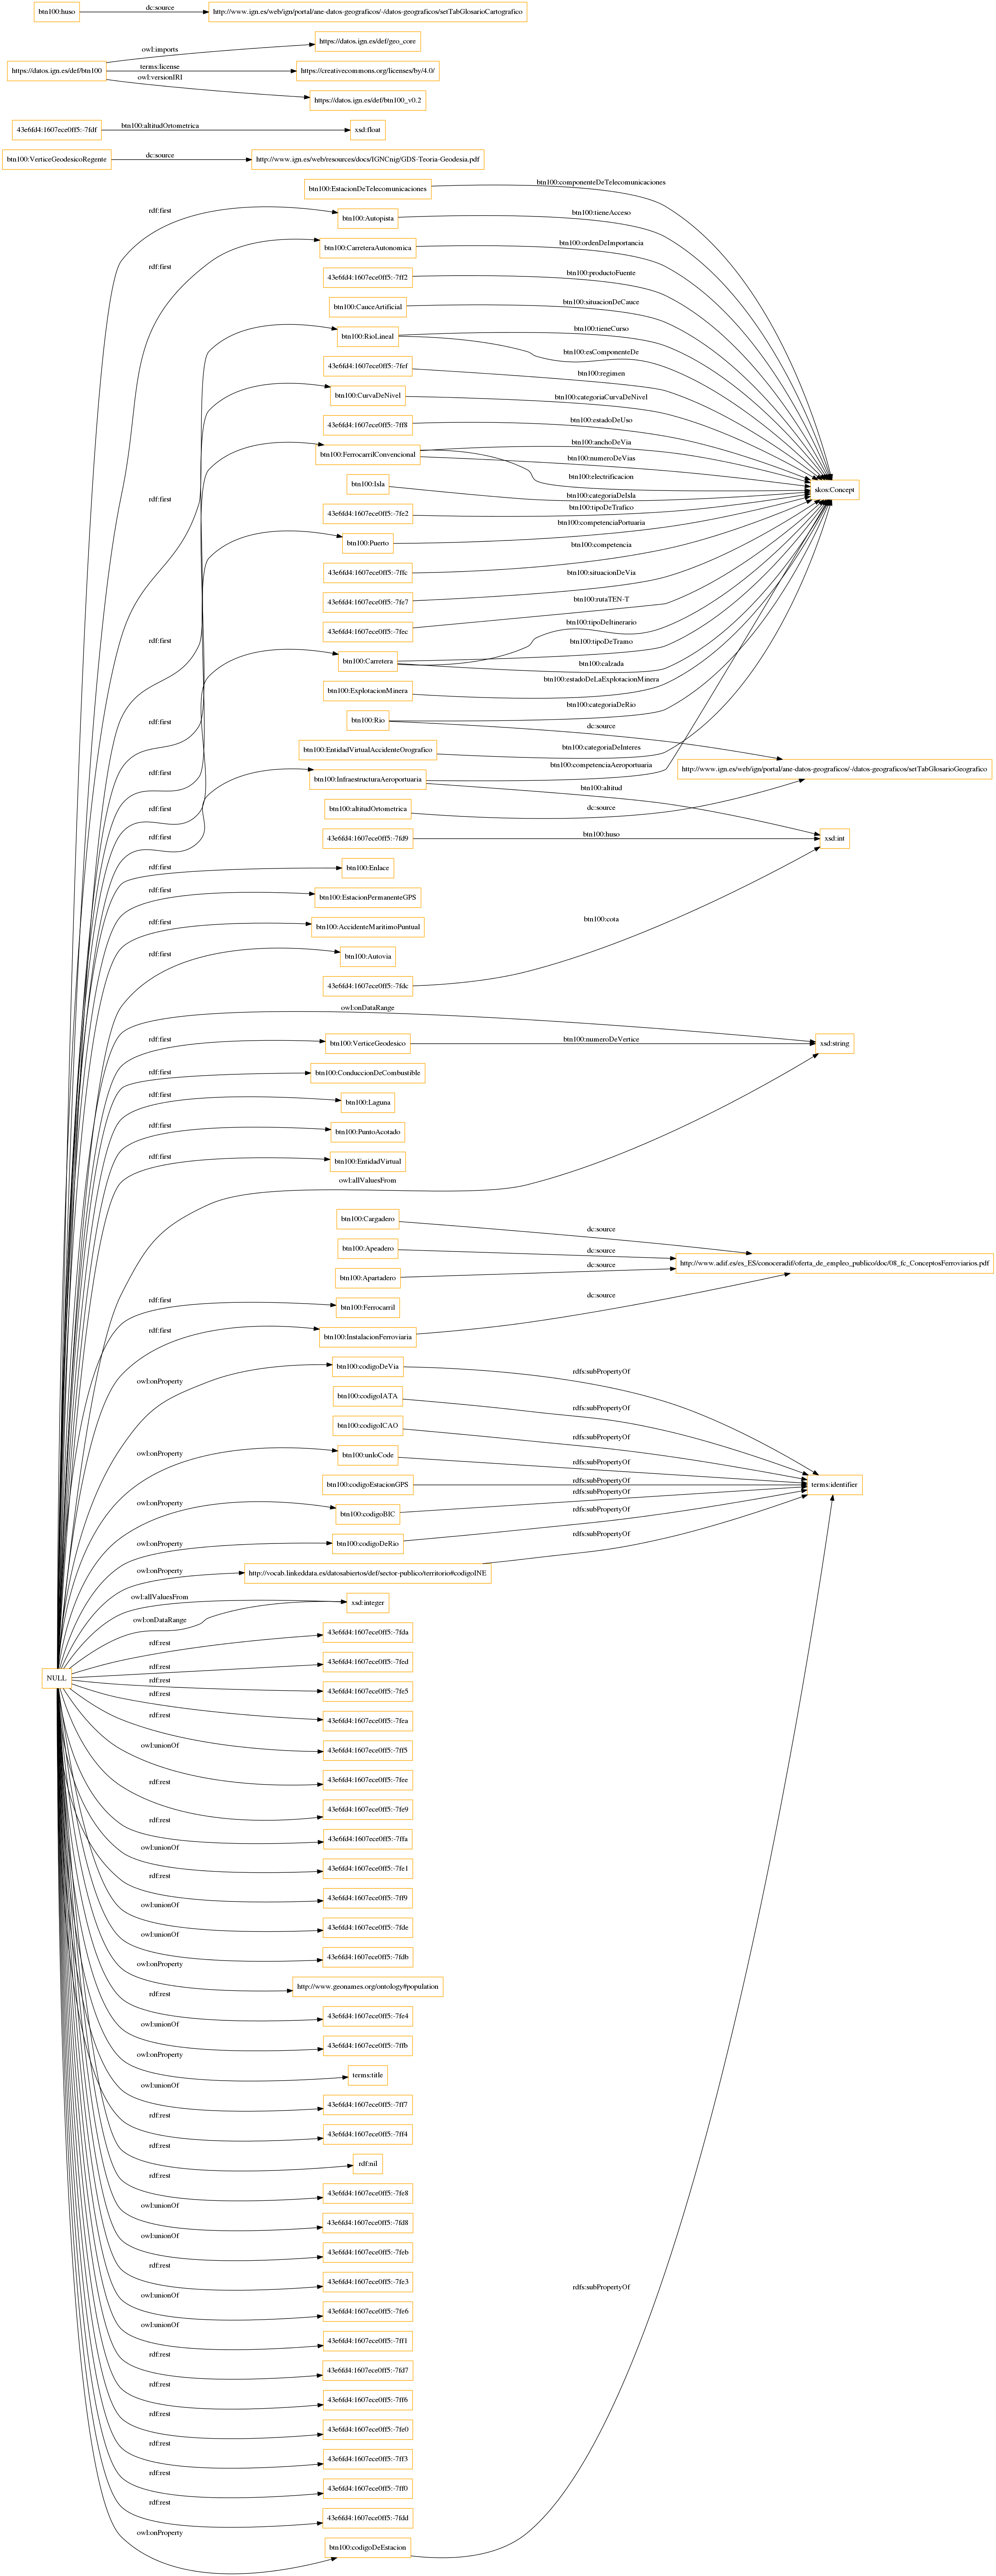 btn100:huso
dc:source
http://www.ign.es/web/ign/portal/ane-datos-geograficos/-/datos-geograficos/setTabGlosarioCartografico
https://datos.ign.es/def/btn100
owl:imports
https://datos.ign.es/def/geo_core
terms:license
https://creativecommons.org/licenses/by/4.0/
owl:versionIRI
https://datos.ign.es/def/btn100_v0.2
43e6fd4:1607ece0ff5:-7fdf
btn100:altitudOrtometrica
xsd:float
btn100:VerticeGeodesicoRegente
dc:source
http://www.ign.es/web/resources/docs/IGNCnig/GDS-Teoria-Geodesia.pdf
btn100:EstacionDeTelecomunicaciones
btn100:componenteDeTelecomunicaciones
rdf:first
btn100:Autopista
btn100:tieneAcceso
rdf:first
btn100:CarreteraAutonomica
btn100:ordenDeImportancia
43e6fd4:1607ece0ff5:-7ff2
btn100:productoFuente
btn100:CauceArtificial
btn100:situacionDeCauce
btn100:RioLineal
btn100:tieneCurso
btn100:esComponenteDe
43e6fd4:1607ece0ff5:-7fef
btn100:regimen
btn100:CurvaDeNivel
btn100:categoriaCurvaDeNivel
43e6fd4:1607ece0ff5:-7ff8
btn100:estadoDeUso
btn100:FerrocarrilConvencional
btn100:anchoDeVia
btn100:numeroDeVias
btn100:electrificacion
btn100:Isla
btn100:categoriaDeIsla
skos:Concept
rdf:first
43e6fd4:1607ece0ff5:-7fe2
btn100:tipoDeTrafico
btn100:Puerto
btn100:competenciaPortuaria
43e6fd4:1607ece0ff5:-7ffc
btn100:competencia
43e6fd4:1607ece0ff5:-7fe7
btn100:situacionDeVia
43e6fd4:1607ece0ff5:-7fec
btn100:rutaTEN-T
rdf:first
btn100:Carretera
btn100:tipoDeItinerario
btn100:tipoDeTramo
btn100:calzada
btn100:ExplotacionMinera
btn100:estadoDeLaExplotacionMinera
rdf:first
btn100:Rio
btn100:categoriaDeRio
dc:source
btn100:EntidadVirtualAccidenteOrografico
btn100:categoriaDeInteres
http://www.ign.es/web/ign/portal/ane-datos-geograficos/-/datos-geograficos/setTabGlosarioGeografico
rdf:first
btn100:InfraestructuraAeroportuaria
btn100:competenciaAeroportuaria
btn100:altitud
rdf:first
btn100:altitudOrtometrica
dc:source
rdf:first
43e6fd4:1607ece0ff5:-7fd9
btn100:huso
xsd:int
rdf:first
btn100:Enlace
rdf:first
btn100:EstacionPermanenteGPS
rdf:first
btn100:AccidenteMaritimoPuntual
btn100:cota
rdf:first
btn100:Autovia
43e6fd4:1607ece0ff5:-7fdc
owl:onDataRange
rdf:first
btn100:VerticeGeodesico
btn100:numeroDeVertice
xsd:string
rdf:first
btn100:ConduccionDeCombustible
rdf:first
btn100:Laguna
rdf:first
btn100:PuntoAcotado
rdf:first
btn100:EntidadVirtual
owl:allValuesFrom
btn100:Cargadero
dc:source
btn100:Apeadero
dc:source
http://www.adif.es/es_ES/conoceradif/oferta_de_empleo_publico/doc/08_fc_ConceptosFerroviarios.pdf
btn100:Apartadero
dc:source
rdf:first
btn100:Ferrocarril
dc:source
rdf:first
btn100:InstalacionFerroviaria
owl:onProperty
btn100:codigoDeVia
rdfs:subPropertyOf
btn100:codigoIATA
rdfs:subPropertyOf
btn100:codigoICAO
rdfs:subPropertyOf
owl:onProperty
btn100:unloCode
rdfs:subPropertyOf
btn100:codigoEstacionGPS
rdfs:subPropertyOf
terms:identifier
owl:onProperty
btn100:codigoBIC
rdfs:subPropertyOf
owl:onProperty
btn100:codigoDeRio
rdfs:subPropertyOf
owl:onProperty
http://vocab.linkeddata.es/datosabiertos/def/sector-publico/territorio#codigoINE
rdfs:subPropertyOf
owl:allValuesFrom
xsd:integer
owl:onDataRange
rdf:rest
43e6fd4:1607ece0ff5:-7fda
rdf:rest
43e6fd4:1607ece0ff5:-7fed
NULL
rdf:rest
43e6fd4:1607ece0ff5:-7fe5
rdf:rest
43e6fd4:1607ece0ff5:-7fea
rdf:rest
43e6fd4:1607ece0ff5:-7ff5
owl:unionOf
43e6fd4:1607ece0ff5:-7fee
rdf:rest
43e6fd4:1607ece0ff5:-7fe9
rdf:rest
43e6fd4:1607ece0ff5:-7ffa
owl:unionOf
43e6fd4:1607ece0ff5:-7fe1
rdf:rest
43e6fd4:1607ece0ff5:-7ff9
owl:unionOf
43e6fd4:1607ece0ff5:-7fde
owl:unionOf
43e6fd4:1607ece0ff5:-7fdb
owl:onProperty
http://www.geonames.org/ontology#population
rdf:rest
43e6fd4:1607ece0ff5:-7fe4
owl:unionOf
43e6fd4:1607ece0ff5:-7ffb
owl:onProperty
terms:title
owl:unionOf
43e6fd4:1607ece0ff5:-7ff7
rdf:rest
43e6fd4:1607ece0ff5:-7ff4
rdf:rest
rdf:nil
rdf:rest
43e6fd4:1607ece0ff5:-7fe8
owl:unionOf
43e6fd4:1607ece0ff5:-7fd8
owl:unionOf
43e6fd4:1607ece0ff5:-7feb
rdf:rest
43e6fd4:1607ece0ff5:-7fe3
rdfs:subPropertyOf
owl:unionOf
43e6fd4:1607ece0ff5:-7fe6
owl:unionOf
43e6fd4:1607ece0ff5:-7ff1
rdf:rest
43e6fd4:1607ece0ff5:-7fd7
rdf:rest
43e6fd4:1607ece0ff5:-7ff6
rdf:rest
43e6fd4:1607ece0ff5:-7fe0
rdf:rest
43e6fd4:1607ece0ff5:-7ff3
rdf:rest
43e6fd4:1607ece0ff5:-7ff0
rdf:rest
43e6fd4:1607ece0ff5:-7fdd
owl:onProperty
btn100:codigoDeEstacion